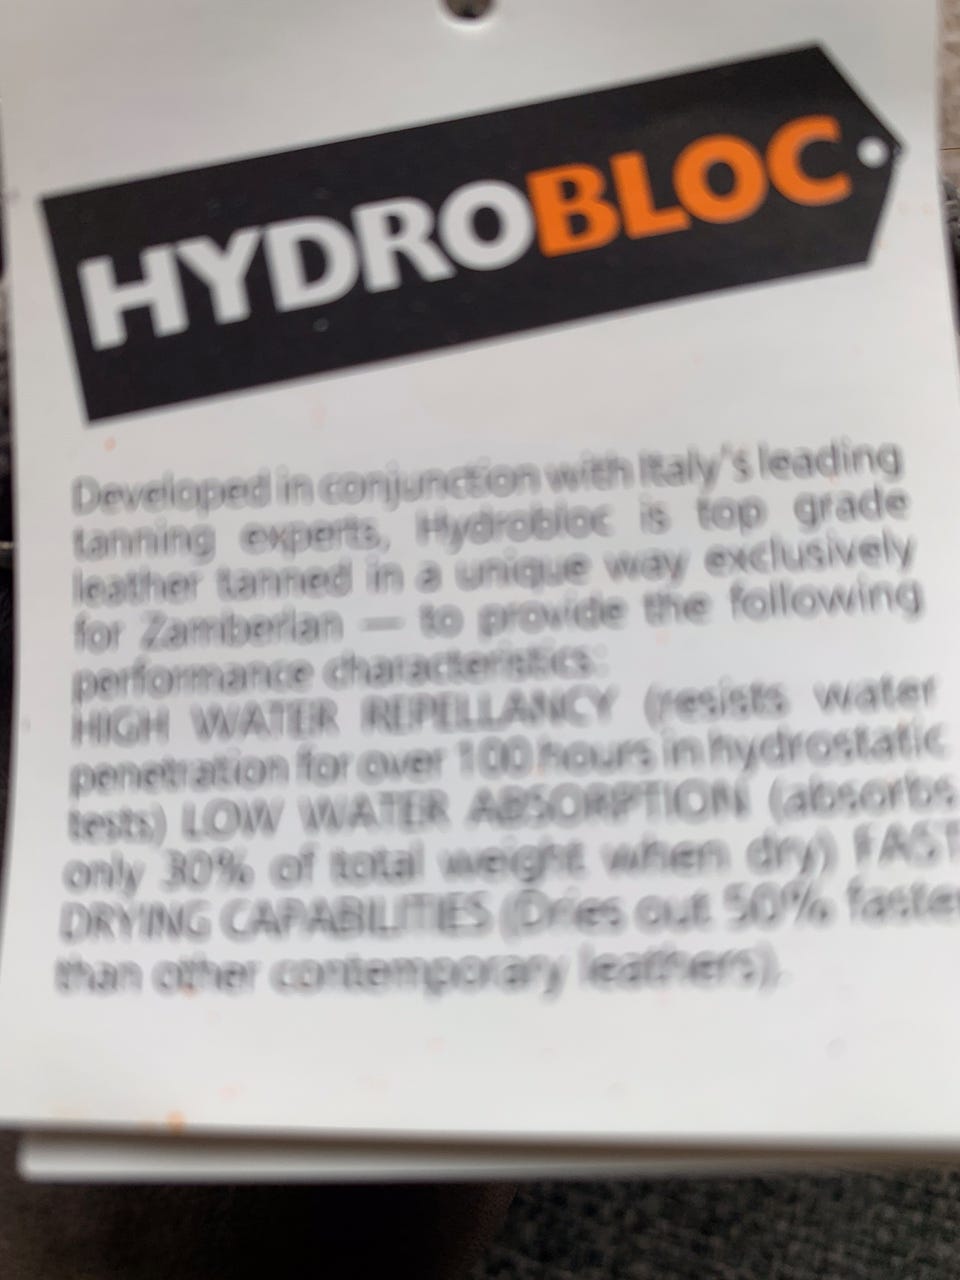 HYDROBLOC
Developed in conjunction with Italy's leading
tanning experts, Hydrobloc is top grade
leather tanned in a unique way exclusively
for Zamberlan — to provide the following
performance characteristics:
HIGH WATER REPELLANCY (resists water
penetration for over 100 hours in hydrostatic
tests) LOW WATER ABSORPTION (absorbs
only 30% of total weight when dry) FAST
DRYING CAPABILITIES (Dries out 50% faster
than other contemporary leathers).